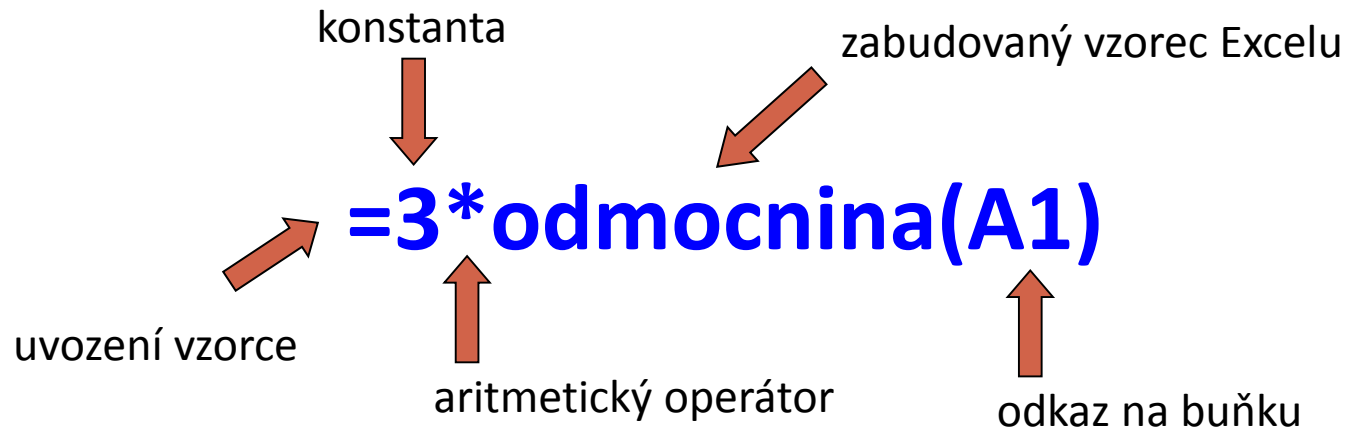 konstanta
zabudovaný vzorec Excelu
=3*odmocnina(A1)
uvození vzorce
aritmetický operátor
odkaz na buňku